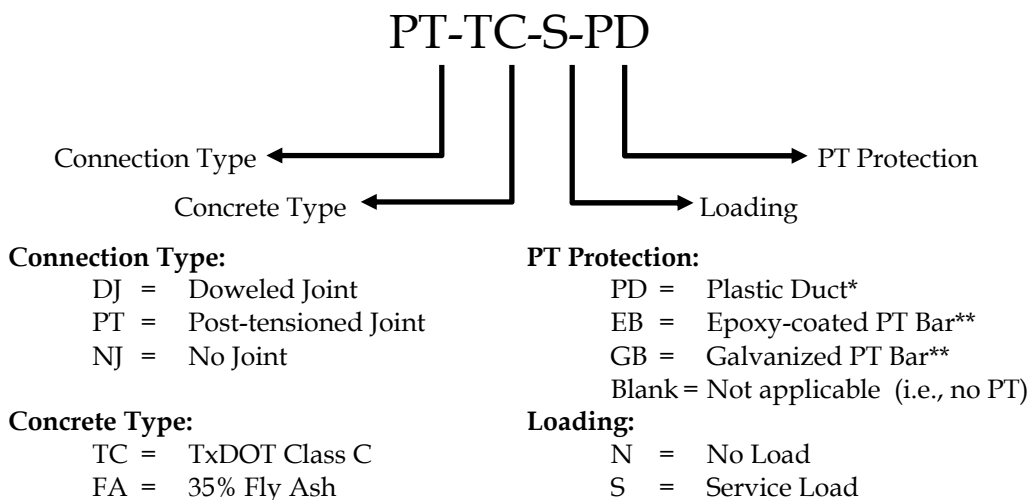 PT-TC-S-PD
Connection Type
PT Protection
Concrete Type
Loading
Connection Type:
DJ = Doweled Joint
PT = Post-tensioned Joint
NJ = No Joint
PT Protection:
PD = Plastic Duct*
EB = Epoxy-coated PT Bar**
GB = Galvanized PT Bar**
Blank = Not applicable (i.e., no PT)
Concrete Type:
TC = TxDOT Class C
FA = 35% Fly Ash
Loading:
N = No Load
S = Service Load